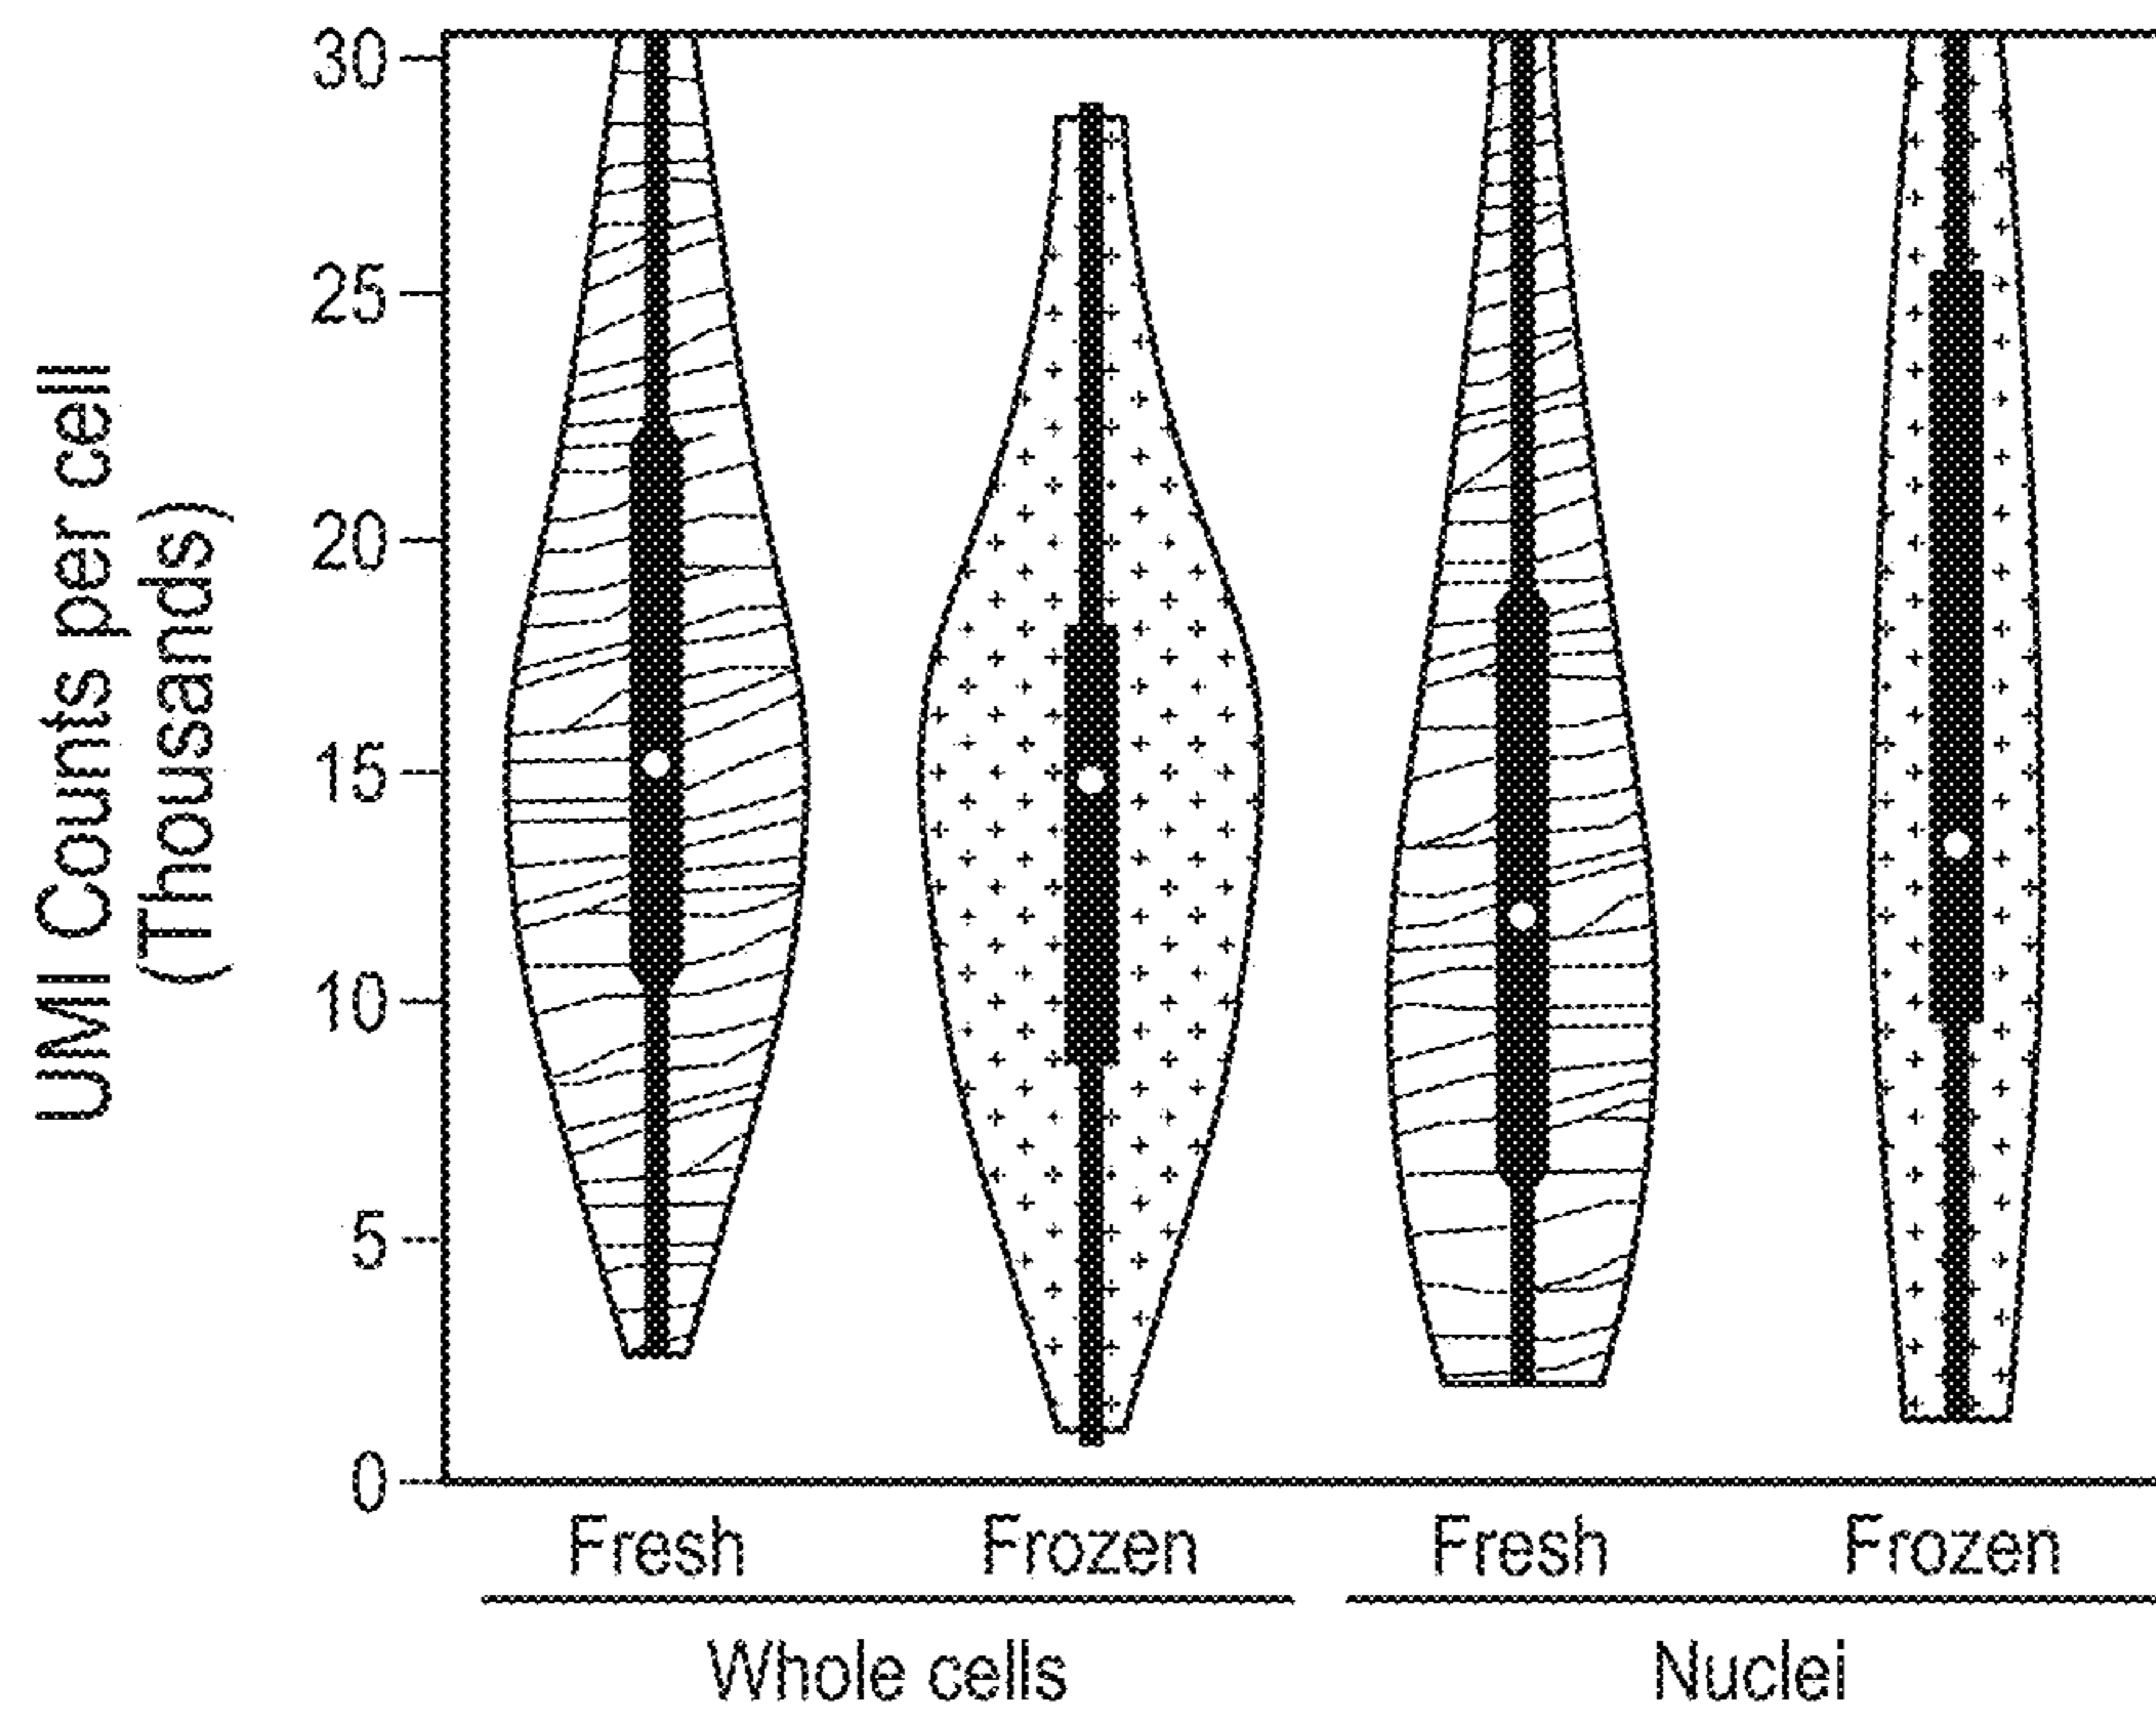 UMI Counts per cell
(Thousands)
30
25
20
15
10
5
0
Fresh Frozen Fresh Frozen
Whole cells Nuclei